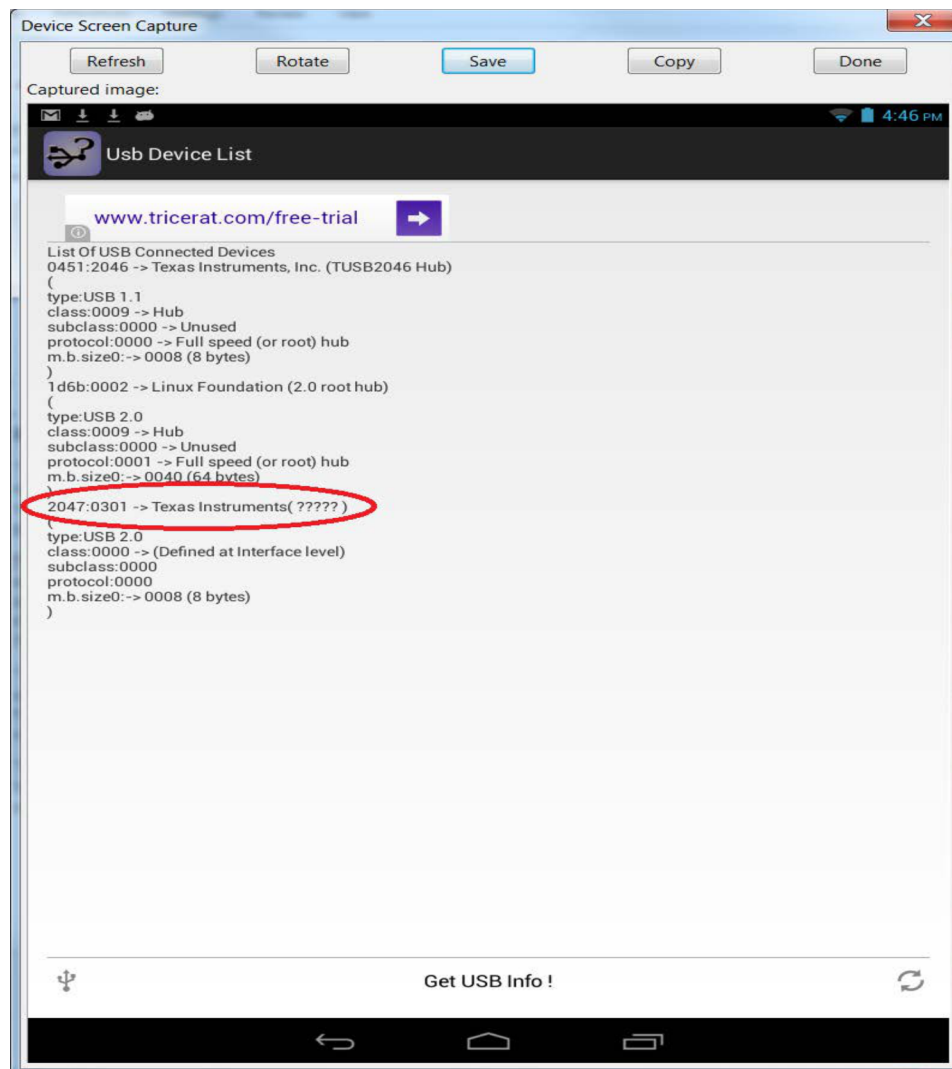 Device Screen Capture
Refresh Rotate Save Copy Done
Captured image:
4:46 PM
Usb Device List
www.tricerat.com/free-trial
List Of USB Connected Devices
0451:2046 -> Texas Instruments, Inc. (TUSB2046 Hub)
(
type:USB 1.1
class:0009 -> Hub
subclass:0000 -> Unused
protocol:0000 -> Full speed (or root) hub
m.b.size0:-> 0008 (8 bytes)
)
1d6b:0002 -> Linux Foundation (2.0 root hub)
(
type:USB 2.0
class:0009 -> Hub
subclass:0000 -> Unused
protocol:0001 -> Full speed (or root) hub
m.b.size0:-> 0040 (64 bytes)
)
2047:0301 -> Texas Instruments( ????? )
(
type:USB 2.0
class:0000 -> (Defined at Interface level)
subclass:0000
protocol:0000
m.b.size0:-> 0008 (8 bytes)
)
Get USB Info !